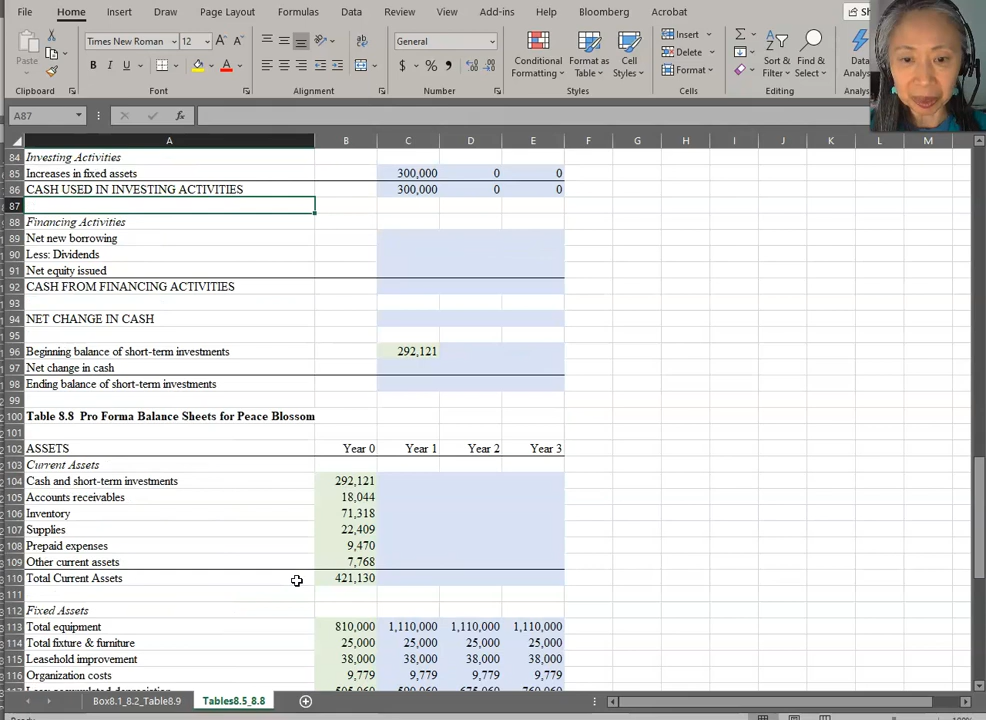 File Home Insert Draw Page Layout Formulas Data Review View Add-ins Help Bloomberg Acrobat
Paste
Times New Roman 12 A A
B I U A
General
$ % 9
Conditional Formatting
Format as Table
Cell Styles
Insert
Delete
Format
Sort & Filter
Find & Select
Data
Clipboard Font Alignment Number Styles Cells Editing
A87 fx
A B C D E F G H I J K L M
84 Investing Activities
85 Increases in fixed assets 300,000 0 0
86 CASH USED IN INVESTING ACTIVITIES 300,000 0 0
87
88 Financing Activities
89 Net new borrowing
90 Less: Dividends
91 Net equity issued
92 CASH FROM FINANCING ACTIVITIES
93
94 NET CHANGE IN CASH
95
96 Beginning balance of short-term investments 292,121
97 Net change in cash
98 Ending balance of short-term investments
99
100 Table 8.8 Pro Forma Balance Sheets for Peace Blossom
101
102 ASSETS Year 0 Year 1 Year 2 Year 3
103 Current Assets
104 Cash and short-term investments 292,121
105 Accounts receivables 18,044
106 Inventory 71,318
107 Supplies 22,409
108 Prepaid expenses 9,470
109 Other current assets 7,768
110 Total Current Assets 421,130
111
112 Fixed Assets
113 Total equipment 810,000 1,110,000 1,110,000 1,110,000
114 Total fixture & furniture 25,000 25,000 25,000 25,000
115 Leasehold improvement 38,000 38,000 38,000 38,000
116 Organization costs 9,779 9,779 9,779 9,779
Box8.1_8.2_Table8.9 Tables8.5_8.8